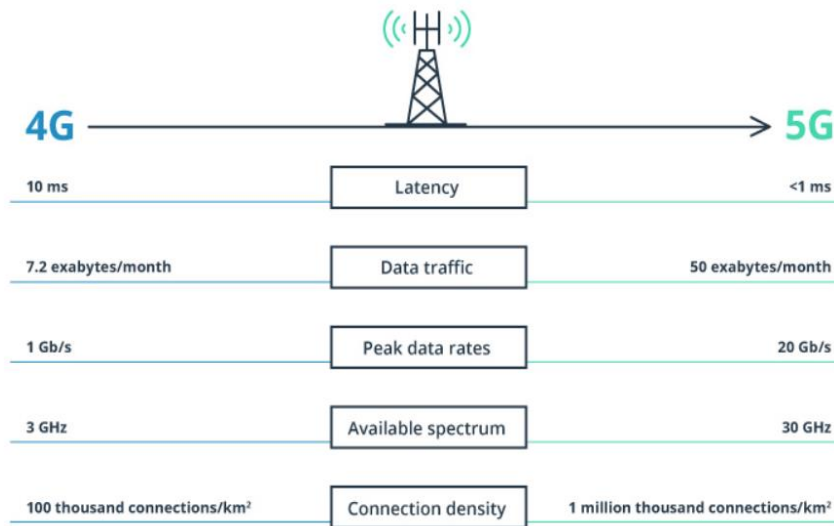 4G
5G
10 ms
Latency
<1 ms
7.2 exabytes/month
Data traffic
50 exabytes/month
1 Gb/s
Peak data rates
20 Gb/s
3 GHz
Available spectrum
30 GHz
100 thousand connections/km²
Connection density
1 million thousand connections/km²